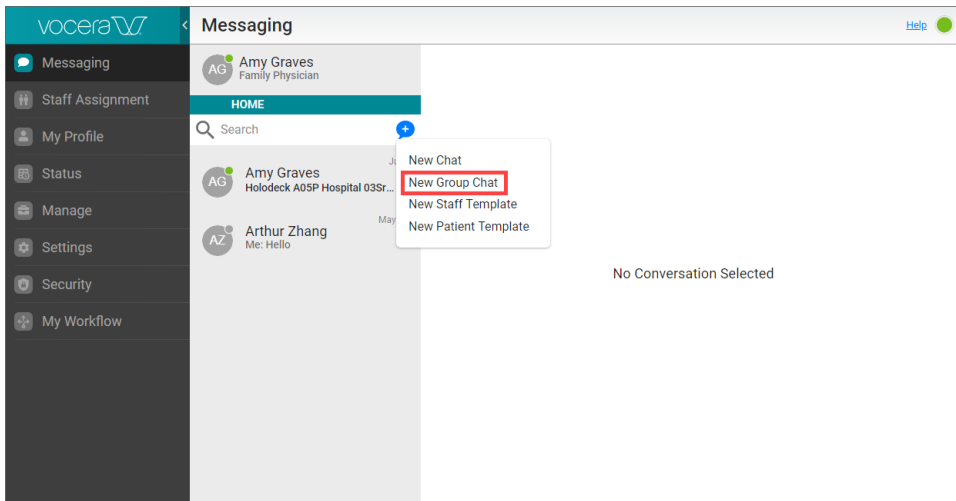 vocera
Messaging
Help
Messaging
Staff Assignment
My Profile
Status
Manage
Settings
Security
My Workflow
AG
Amy Graves
Family Physician
HOME
Search
AG
Amy Graves
Holodeck A05P Hospital 03Sr...
AZ
May
Arthur Zhang
Me: Hello
New Chat
New Group Chat
New Staff Template
New Patient Template
No Conversation Selected